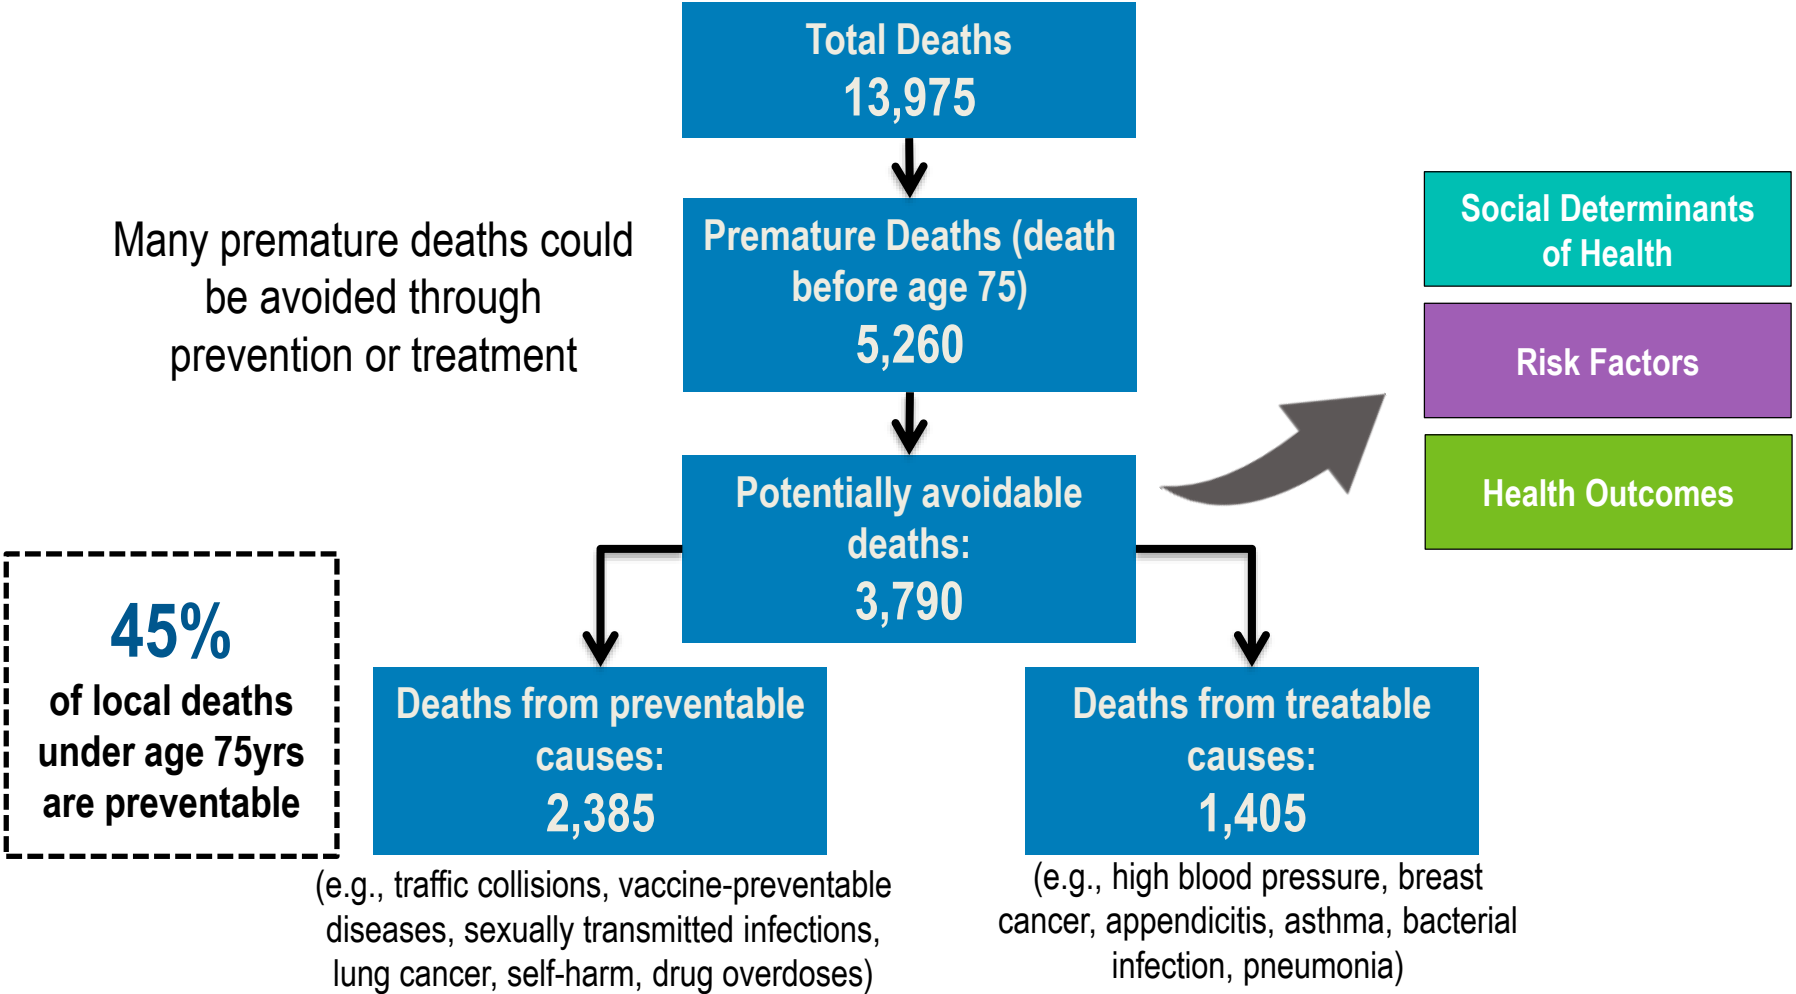 Total Deaths
13,975
Many premature deaths could
be avoided through
prevention or treatment
Premature Deaths (death
before age 75)
5,260
Social Determinants
of Health
Risk Factors
Health Outcomes
Potentially avoidable
deaths:
3,790
45%
of local deaths
under age 75yrs
are preventable
Deaths from preventable
causes:
2,385
(e.g., traffic collisions, vaccine-preventable
diseases, sexually transmitted infections,
lung cancer, self-harm, drug overdoses)
Deaths from treatable
causes:
1,405
(e.g., high blood pressure, breast
cancer, appendicitis, asthma, bacterial
infection, pneumonia)